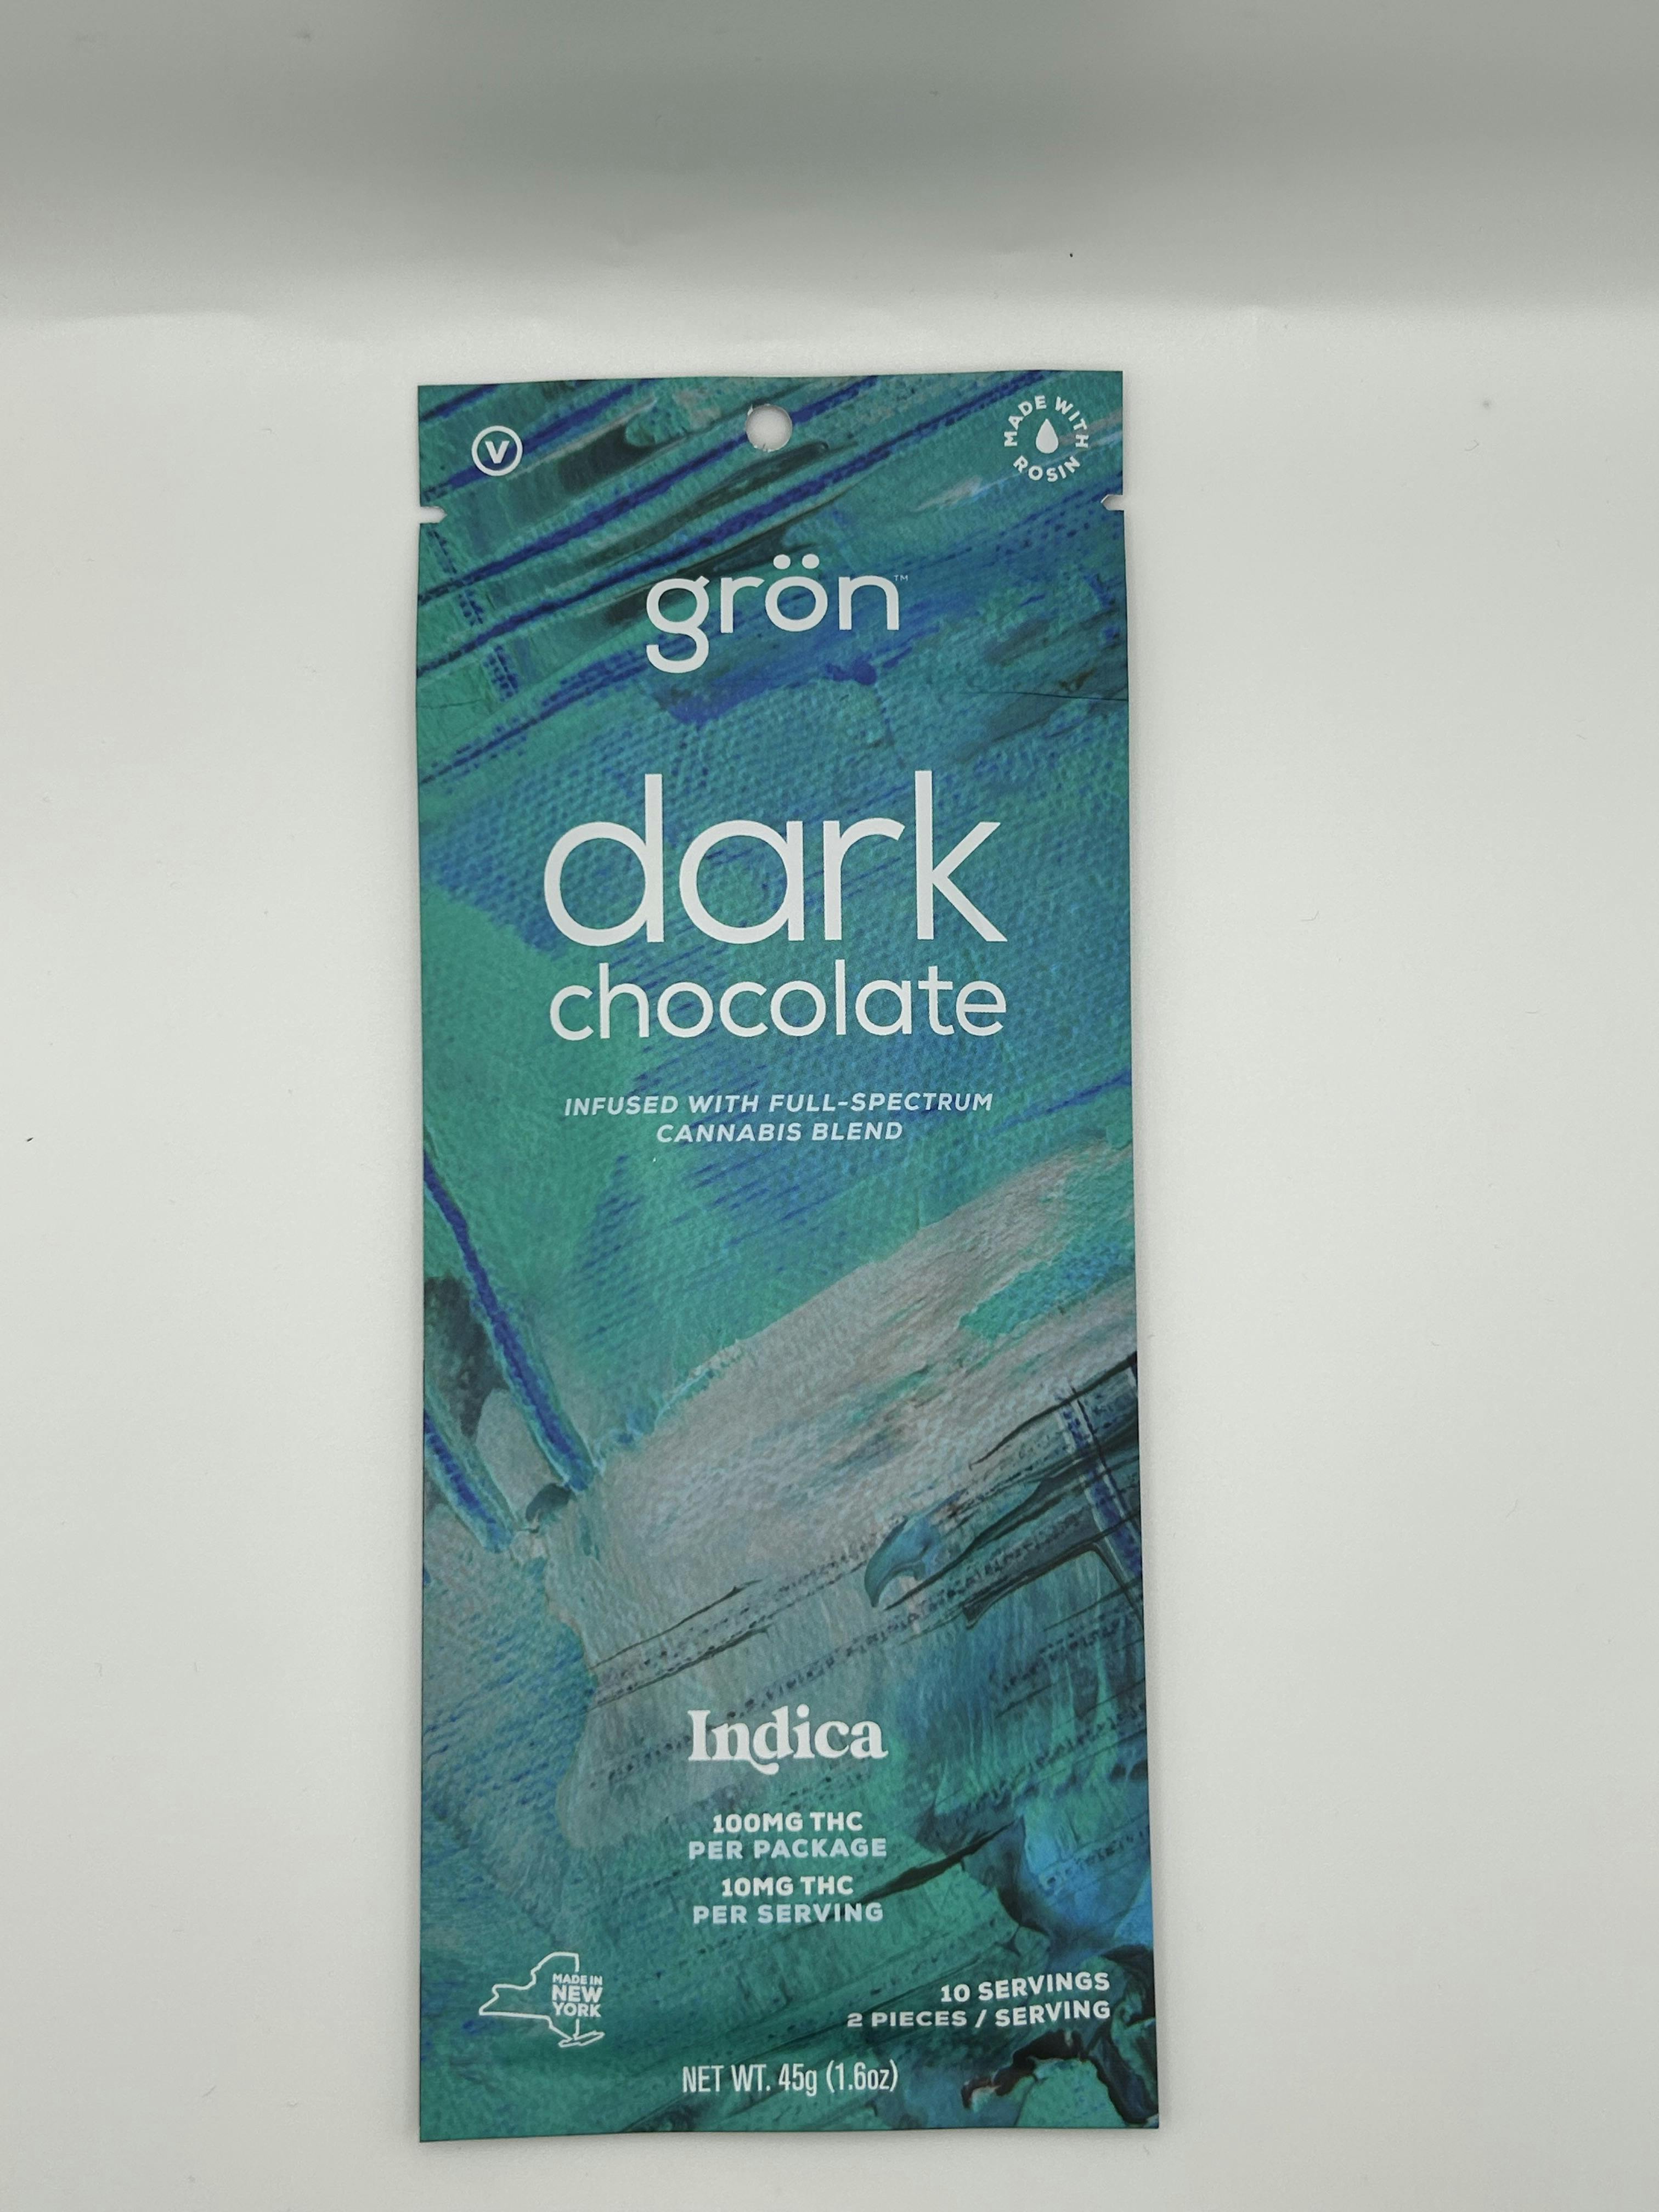 V
MADE WITH
ROSIN
grön™
dark
chocolate
INFUSED WITH FULL-SPECTRUM
CANNABIS BLEND
Indica
100MG THC
PER PACKAGE
10MG THC
PER SERVING
MADE IN
NEW
YORK
10 SERVINGS
2 PIECES / SERVING
NET WT. 45g (1.6oz)